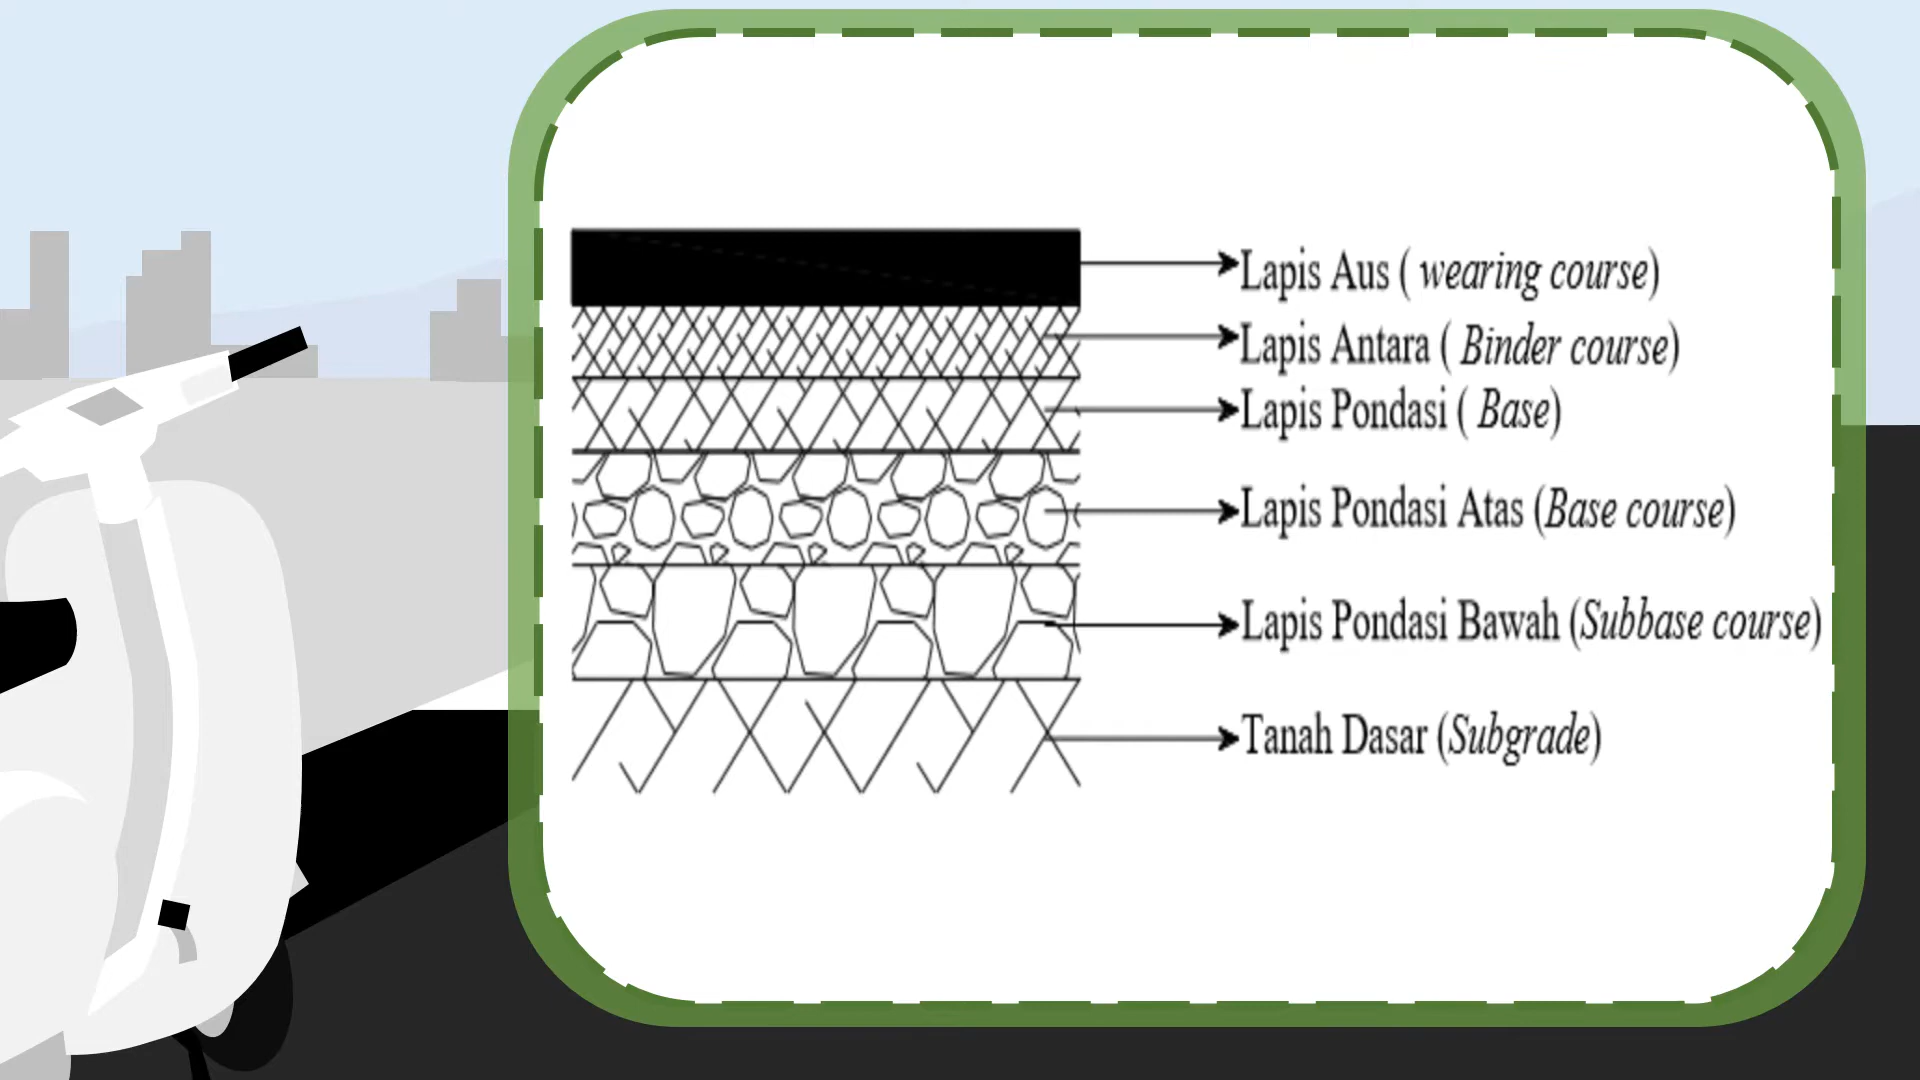 Lapis Aus ( wearing course)
Lapis Antara ( Binder course)
Lapis Pondasi ( Base)
Lapis Pondasi Atas (Base course)
Lapis Pondasi Bawah (Subbase course)
Tanah Dasar (Subgrade)